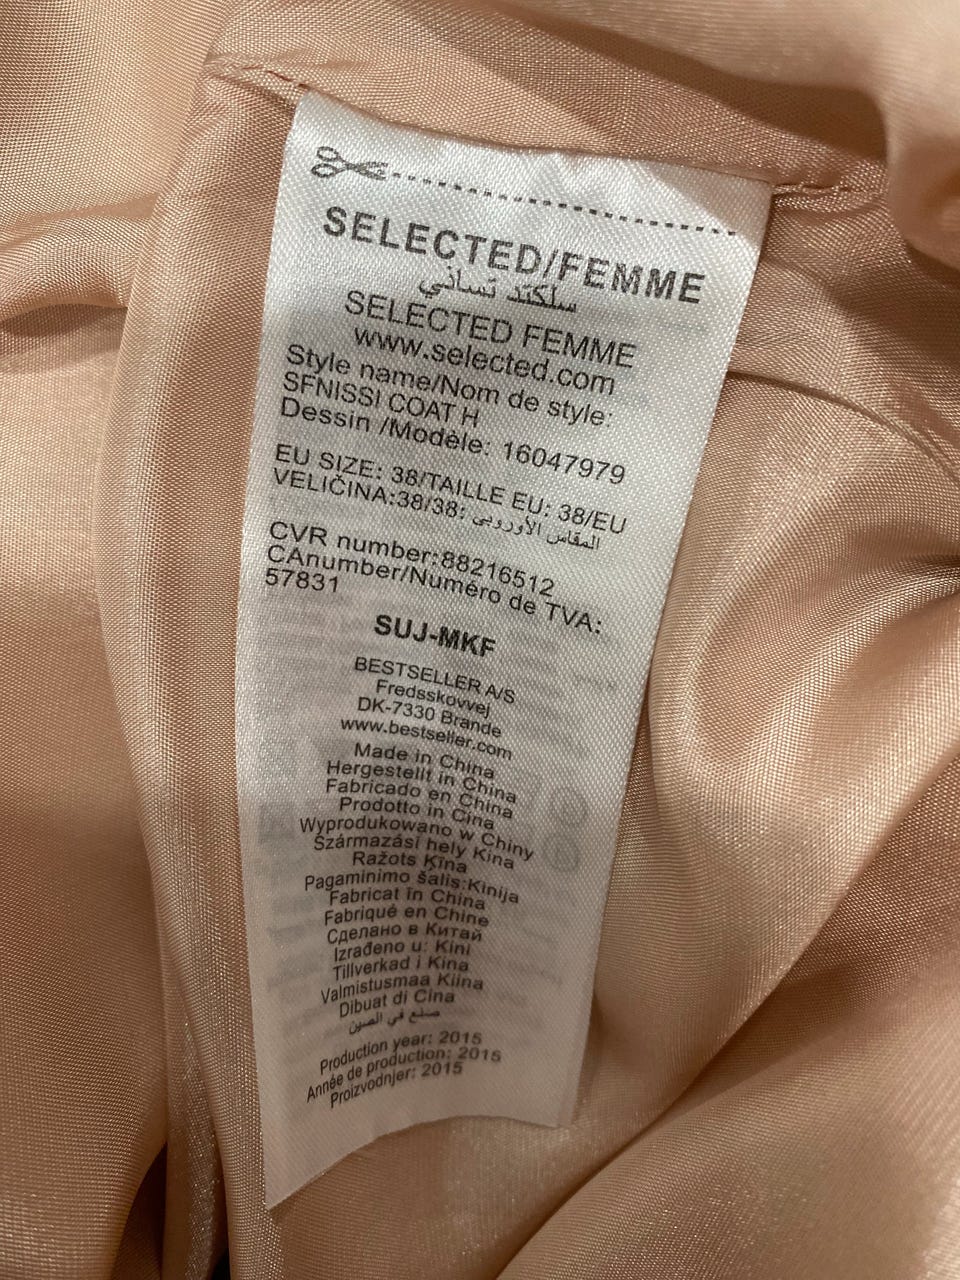 SELECTED/FEMME
سلكتد نسائي
SELECTED FEMME
www.selected.com
Style name/Nom de style:
SFNISSI COAT H
Dessin /Modèle: 16047979
EU SIZE: 38/TAILLE EU: 38/EU
VELIČINA:38/38: المقاس الأوروبي
CVR number:88216512
CAnumber/Numéro de TVA:
57831
SUJ-MKF
BESTSELLER A/S
Fredsskovvej
DK-7330 Brande
www.bestseller.com
Made in China
Hergestellt in China
Fabricado en China
Prodotto in Cina
Wyprodukowano w Chiny
Származási hely Kína
Ražots Ķīna
Pagaminimo šalis:Kinija
Fabricat în China
Fabriqué en Chine
Сделано в Китай
Izrađeno u: Kini
Tillverkad i Kina
Valmistusmaa Kiina
Dibuat di Cina
صنع في الصين
Production year: 2015
Année de production: 2015
Proizvodnjer: 2015